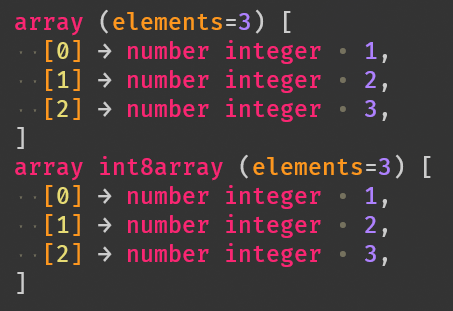 array (elements=3) [
··[0] → number integer · 1,
··[1] → number integer · 2,
··[2] → number integer · 3,
]
array int8array (elements=3) [
··[0] → number integer · 1,
··[1] → number integer · 2,
··[2] → number integer · 3,
]